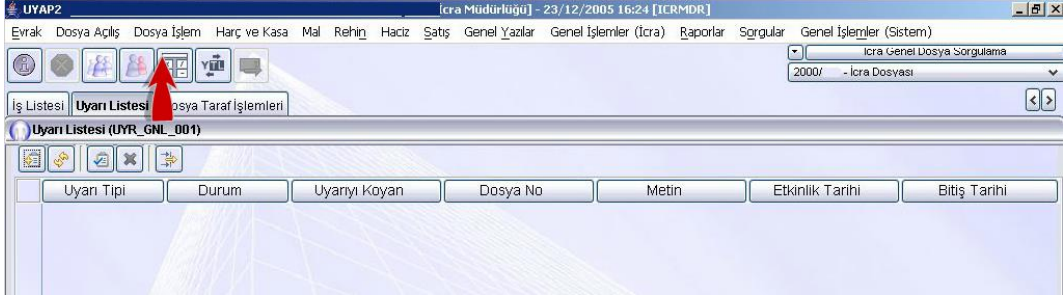 UYAP2 İcra Müdürlüğü] - 23/12/2005 16:24 [ICRMDR]
Evrak Dosya Açılış Dosya İşlem Harç ve Kasa Mal Rehin Haciz Satış Genel Yazılar Genel İşlemler (İcra) Raporlar Sorgular Genel İşlemler (Sistem)
İcra Genel Dosya Sorgulama
YTL
2000/ - İcra Dosyası
İş Listesi Uyarı Listesi Taraf İşlemleri
Uyarı Listesi (UYR_GNL_001)
Uyarı Tipi Durum Uyarıyı Koyan Dosya No Metin Etkinlik Tarihi Bitiş Tarihi